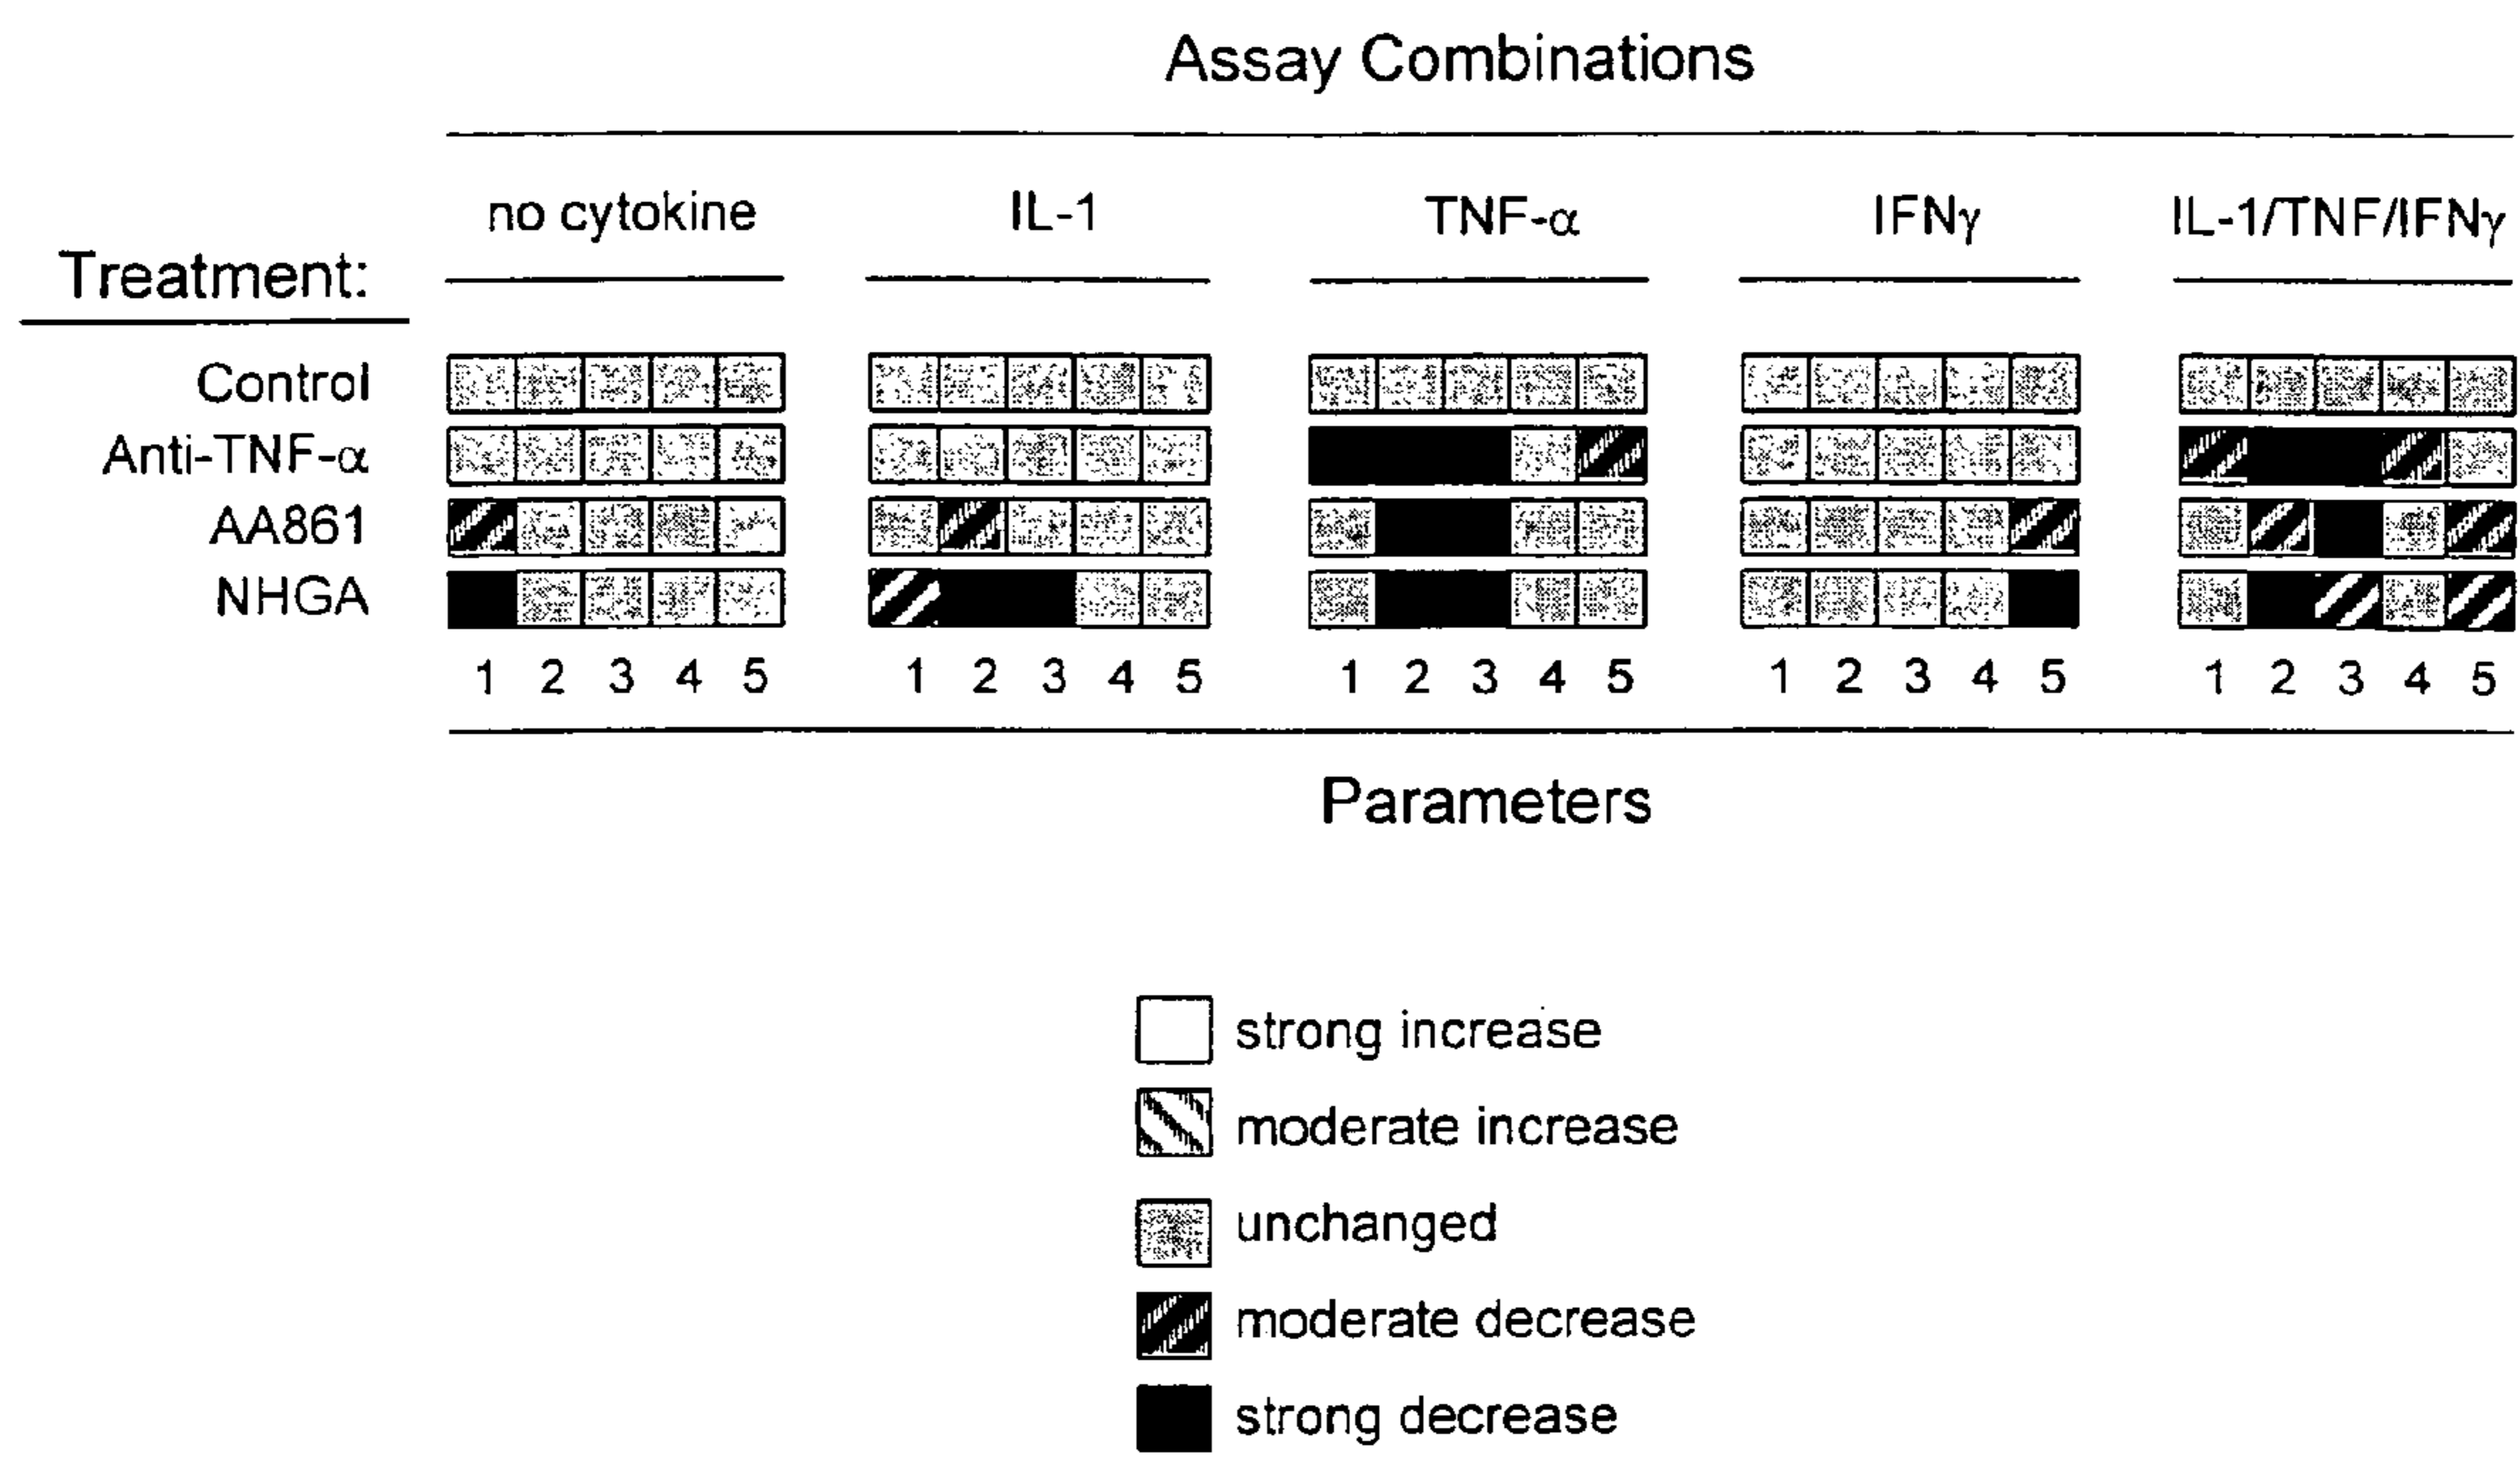 Assay Combinations
no cytokine IL-1 TNF-α IFNγ IL-1/TNF/IFNγ
Treatment:
Control
Anti-TNF-α
AA861
NHGA
1 2 3 4 5 1 2 3 4 5 1 2 3 4 5 1 2 3 4 5 1 2 3 4 5
Parameters
strong increase
moderate increase
unchanged
moderate decrease
strong decrease